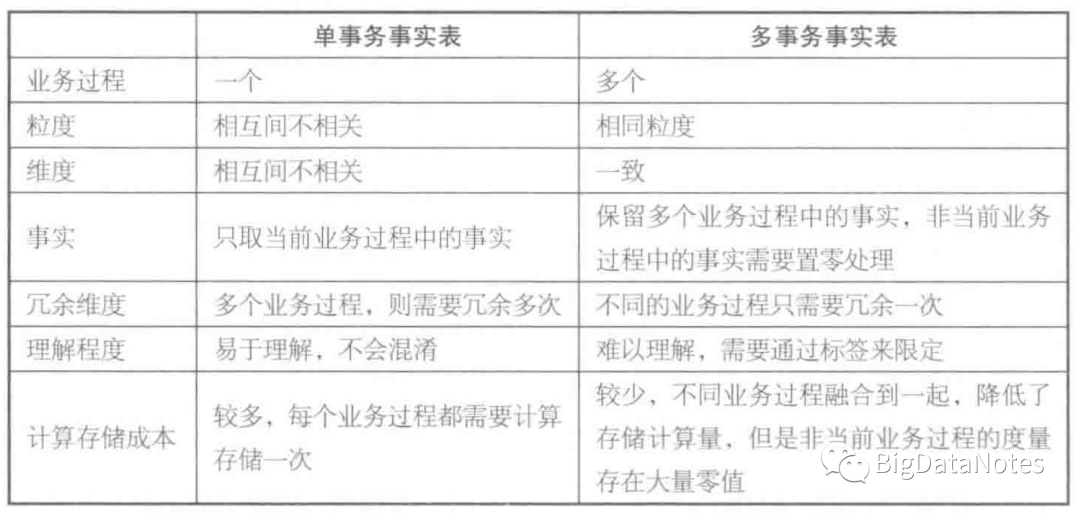 单事务事实表 多事务事实表
业务过程 一个 多个
粒度 相互间不相关 相同粒度
维度 相互间不相关 一致
事实 只取当前业务过程中的事实 保留多个业务过程中的事实，非当前业务
过程中的事实需要置零处理
冗余维度 多个业务过程，则需要冗余多次 不同的业务过程只需要冗余一次
理解程度 易于理解，不会混淆 难以理解，需要通过标签来限定
计算存储成本 较多，每个业务过程都需要计算
存储一次
较少，不同业务过程融合到一起，降低了
存储计算量，但是非当前业务过程的度量
存在大量零值
BigDataNotes